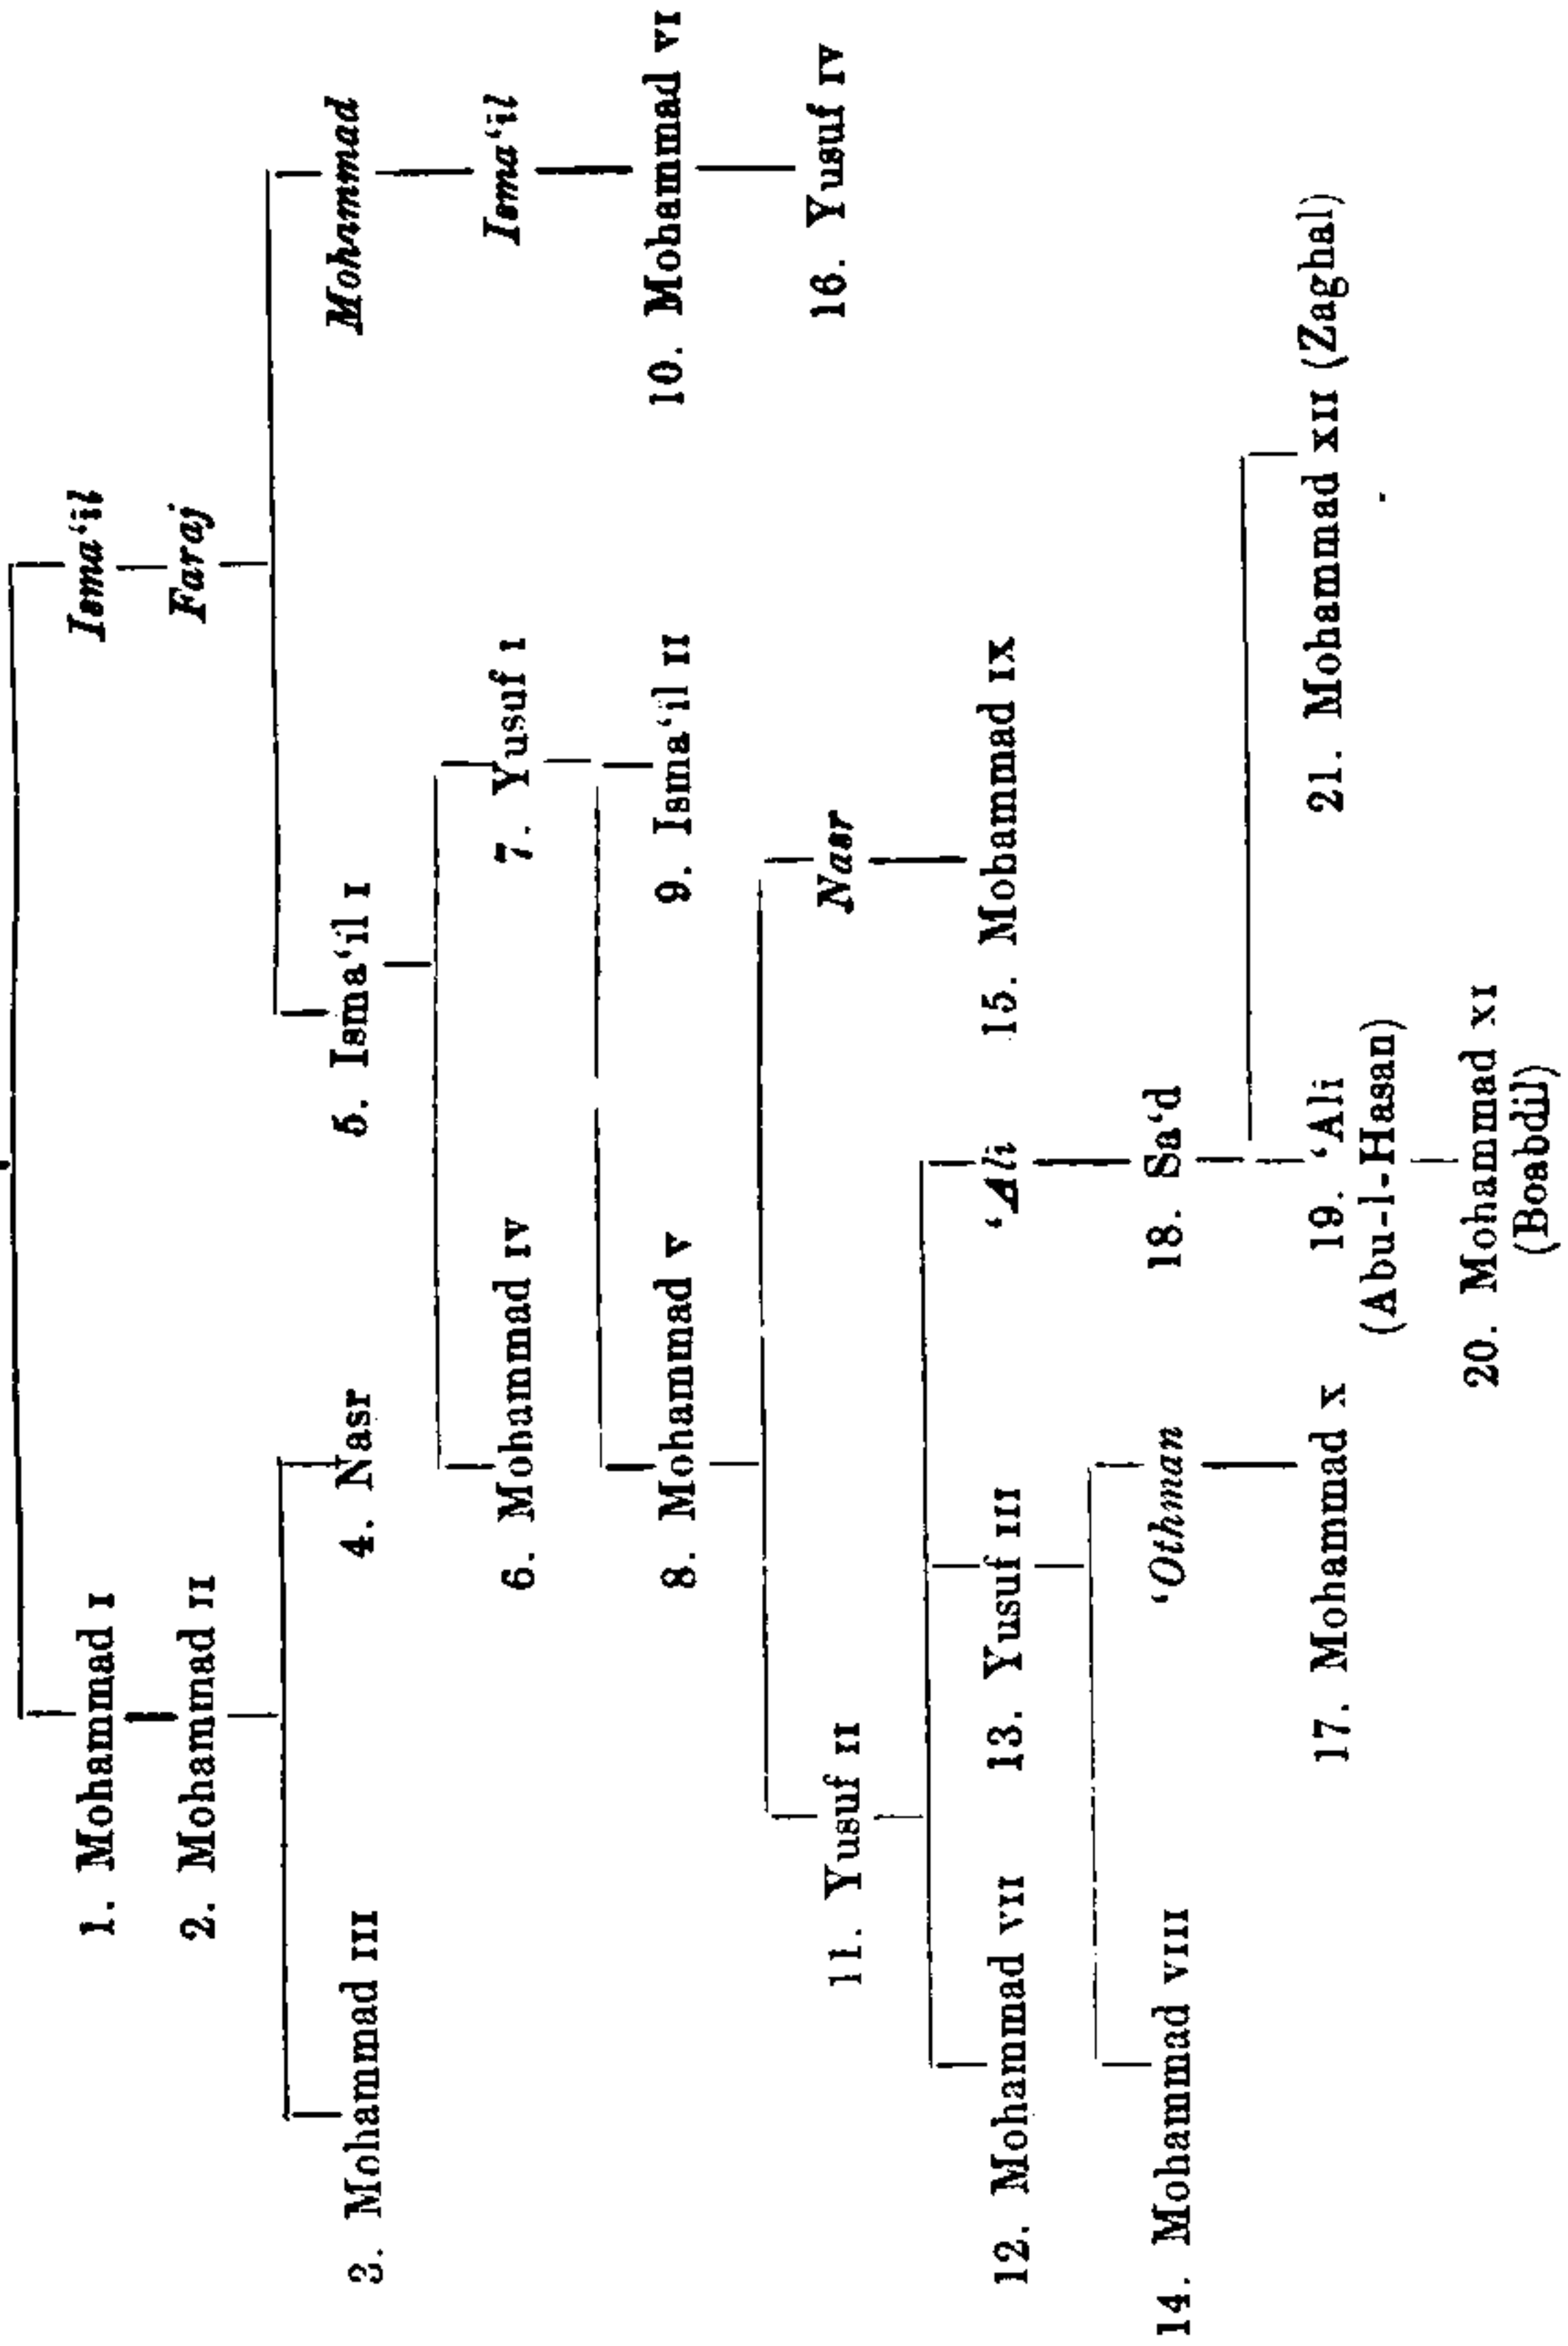 1. Mohammad I
Isma‘il
2. Mohammad II
Faraj
3. Mohammad III
4. Nasr
5. Isma‘il I
Mohammad
6. Mohammad IV
7. Yusuf I
Isma‘il
8. Mohammad V
9. Isma‘il II
10. Mohammad VI
11. Yusuf II
Nasr
16. Yusuf IV
12. Mohammad VII
13. Yusuf III
‘Ali
15. Mohammad IX
14. Mohammad VIII
‘Othman
18. Sa‘d
17. Mohammad X
19. ‘Ali
(Abu-l-Hasan)
21. Mohammad XII (Zaghal)
20. Mohammad XI
(Boabdil)